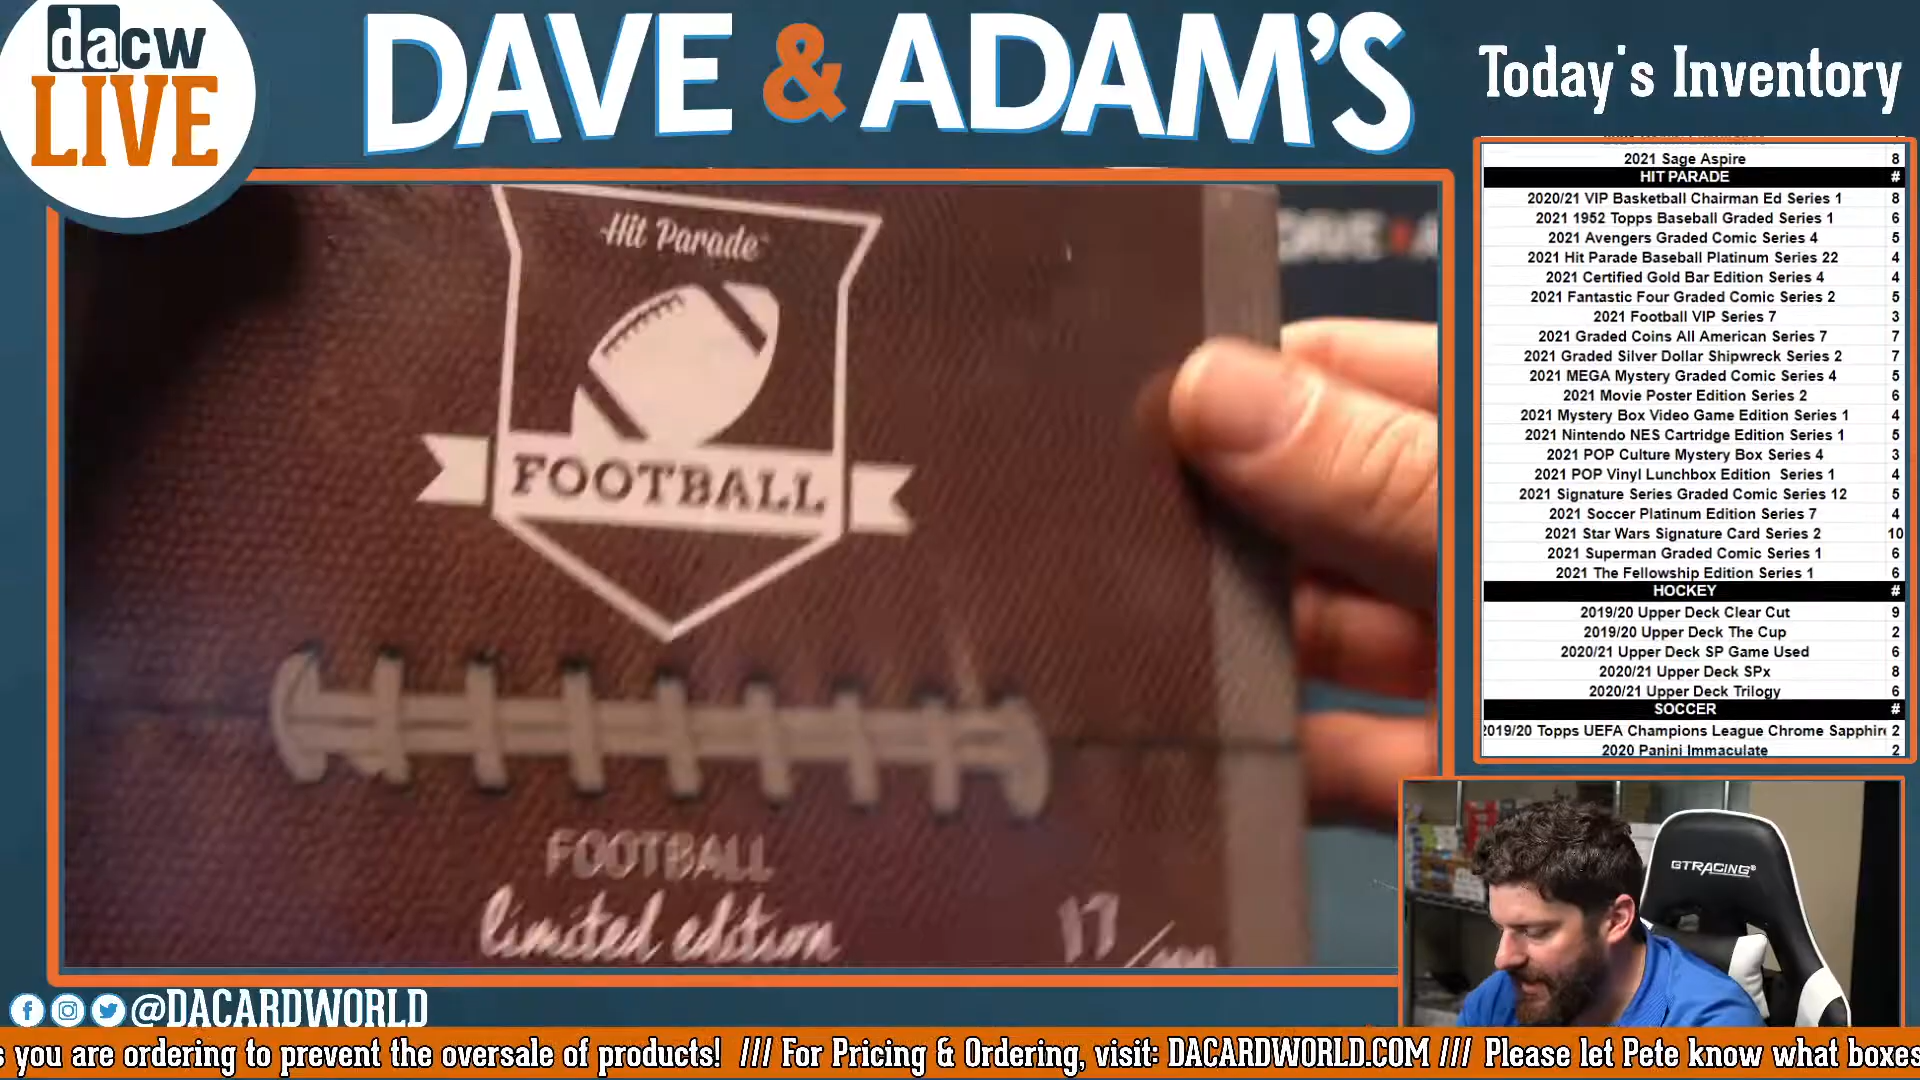 dacw
LIVE
DAVE & ADAM'S
Today's Inventory
2021 Sage Aspire 8
HIT PARADE #
2020/21 VIP Basketball Chairman Ed Series 1 8
2021 1952 Topps Baseball Graded Series 1 6
2021 Avengers Graded Comic Series 4 5
2021 Hit Parade Baseball Platinum Series 22 4
2021 Certified Gold Bar Edition Series 4 4
2021 Fantastic Four Graded Comic Series 2 5
2021 Football VIP Series 7 3
2021 Graded Coins All American Series 7 7
2021 Graded Silver Dollar Shipwreck Series 2 7
2021 MEGA Mystery Graded Comic Series 4 5
2021 Movie Poster Edition Series 2 6
2021 Mystery Box Video Game Edition Series 1 4
2021 Nintendo NES Cartridge Edition Series 1 5
2021 POP Culture Mystery Box Series 4 3
2021 POP Vinyl Lunchbox Edition Series 1 4
2021 Signature Series Graded Comic Series 12 5
2021 Soccer Platinum Edition Series 7 4
2021 Star Wars Signature Card Series 2 10
2021 Superman Graded Comic Series 1 6
2021 The Fellowship Edition Series 1 6
HOCKEY #
2019/20 Upper Deck Clear Cut 9
2019/20 Upper Deck The Cup 2
2020/21 Upper Deck SP Game Used 6
2020/21 Upper Deck SPx 8
2020/21 Upper Deck Trilogy 6
SOCCER #
2019/20 Topps UEFA Champions League Chrome Sapphire 2
2020 Panini Immaculate 2
Hit Parade
FOOTBALL
FOOTBALL
limited edition
17/
GTRACING
@DACARDWORLD
s you are ordering to prevent the oversale of products! /// For Pricing & Ordering, visit: DACARDWORLD.COM /// Please let Pete know what boxes